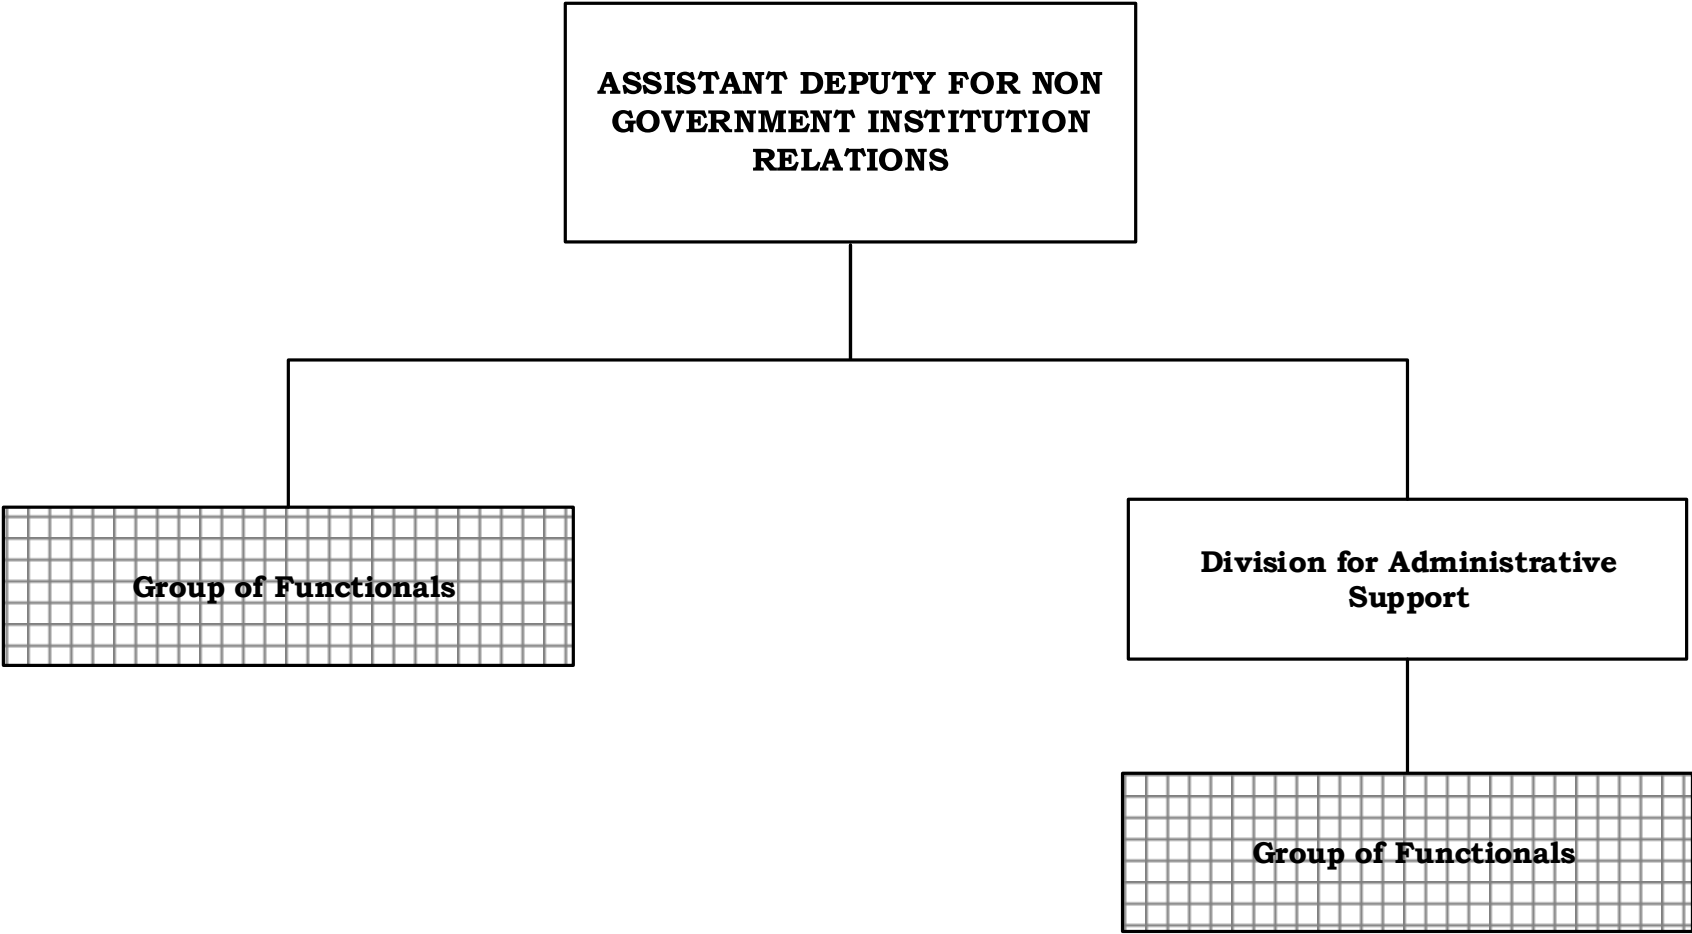 ASSISTANT DEPUTY FOR NON
GOVERNMENT INSTITUTION
RELATIONS
Group of Functionals
Division for Administrative
Support
Group of Functionals